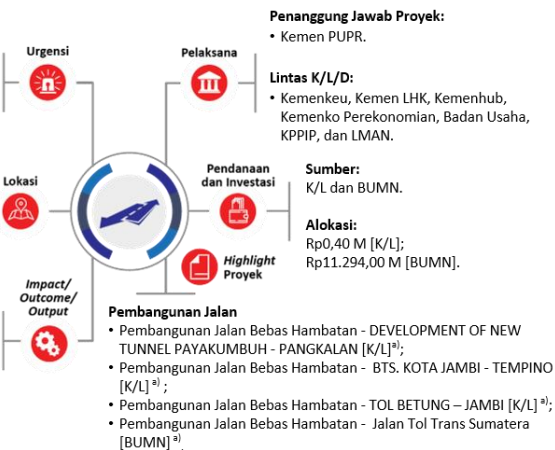 Urgensi
Pelaksana
Penanggung Jawab Proyek:
• Kemen PUPR.
Lintas K/L/D:
• Kemenkeu, Kemen LHK, Kemenhub,
Kemenko Perekonomian, Badan Usaha,
KPPIP, dan LMAN.
Lokasi
Pendanaan
dan Investasi
Sumber:
K/L dan BUMN.
Alokasi:
Rp0,40 M [K/L];
Rp11.294,00 M [BUMN].
Highlight
Proyek
Impact/
Outcome/
Output
Pembangunan Jalan
• Pembangunan Jalan Bebas Hambatan - DEVELOPMENT OF NEW
TUNNEL PAYAKUMBUH - PANGKALAN [K/L]a);
• Pembangunan Jalan Bebas Hambatan - BTS. KOTA JAMBI - TEMPINO
[K/L] a) ;
• Pembangunan Jalan Bebas Hambatan - TOL BETUNG – JAMBI [K/L] a);
• Pembangunan Jalan Bebas Hambatan - Jalan Tol Trans Sumatera
[BUMN] a)